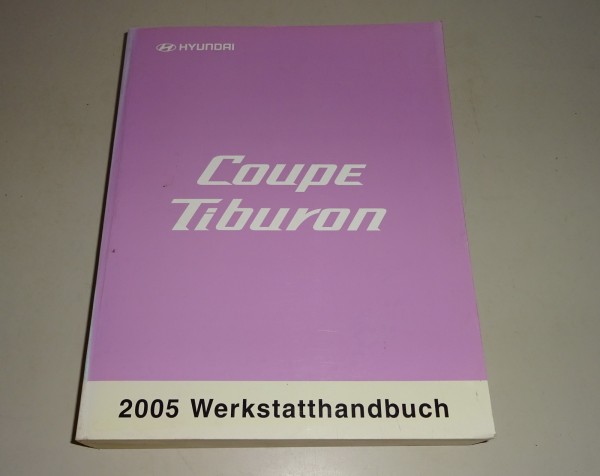 HYUNDAI
Coupe
Tiburon
2005 Werkstatthandbuch